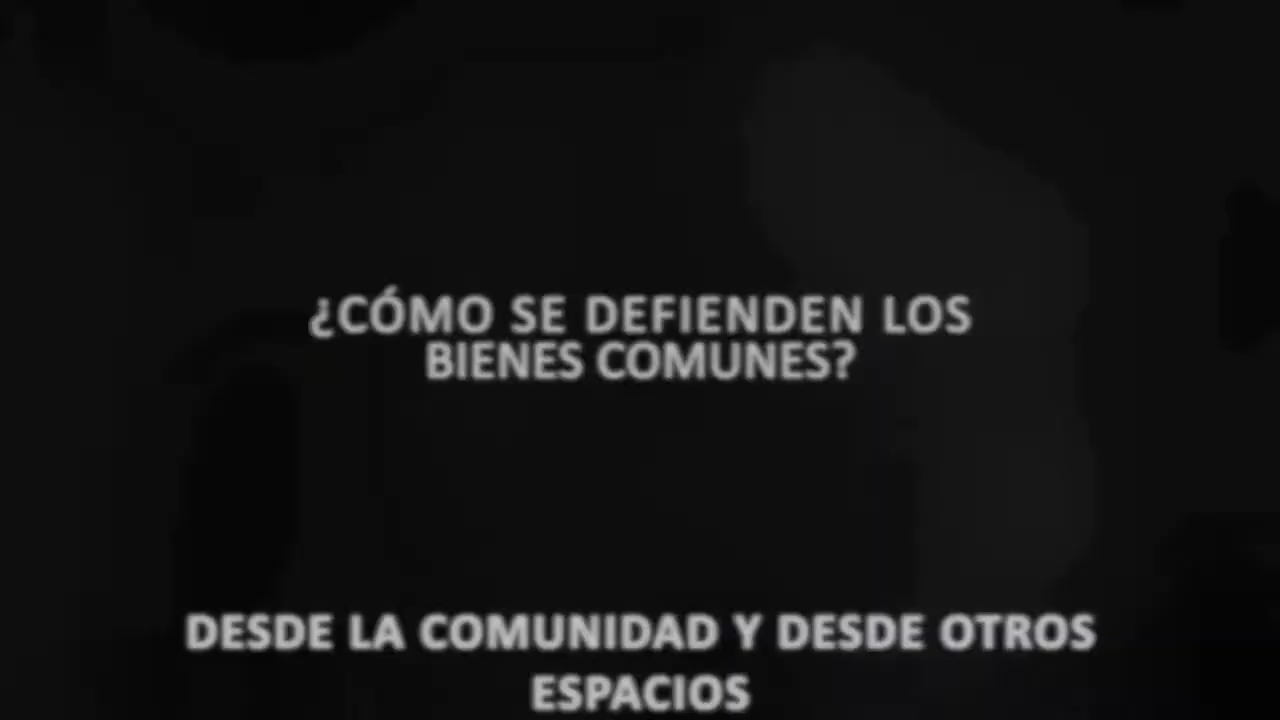 ¿CÓMO SE DEFIENDEN LOS
BIENES COMUNES?
DESDE LA COMUNIDAD Y DESDE OTROS
ESPACIOS